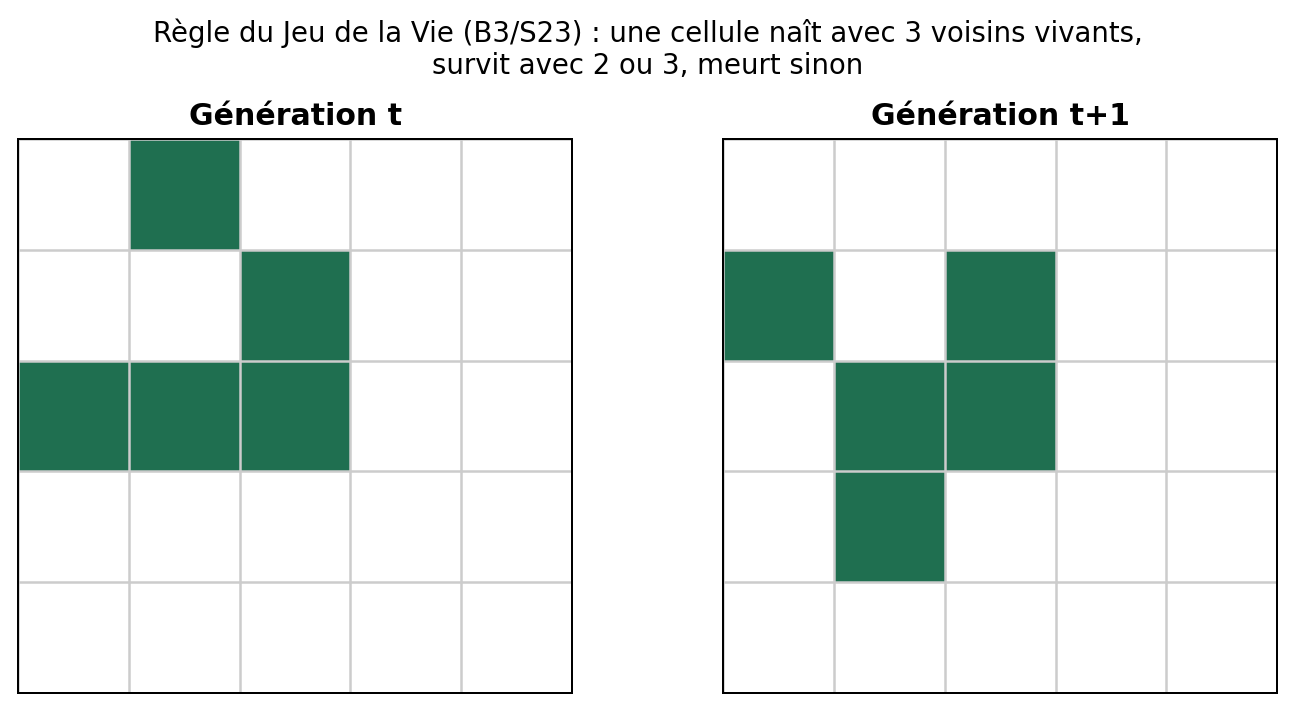 Règle du Jeu de la Vie (B3/S23) : une cellule naît avec 3 voisins vivants,
survit avec 2 ou 3, meurt sinon
Génération t
Génération t+1